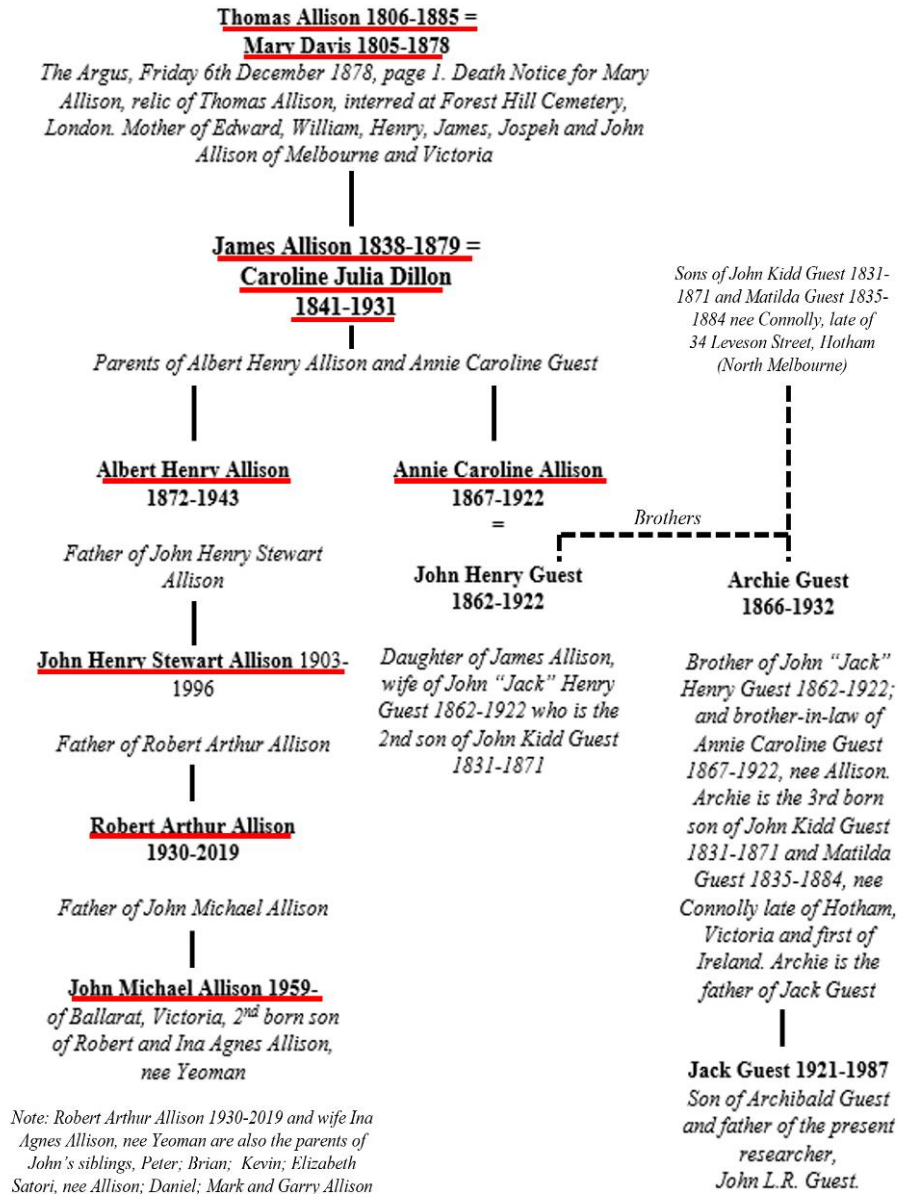 Thomas Allison 1806-1885 =
Mary Davis 1805-1878
The Argus, Friday 6th December 1878, page 1. Death Notice for Mary
Allison, relic of Thomas Allison, interred at Forest Hill Cemetery,
London. Mother of Edward, William, Henry, James, Jospeh and John
Allison of Melbourne and Victoria
James Allison 1838-1879 =
Caroline Julia Dillon
1841-1931
Parents of Albert Henry Allison and Annie Caroline Guest
Sons of John Kidd Guest 1831-
1871 and Matilda Guest 1835-
1884 nee Connolly, late of
34 Leveson Street, Hotham
(North Melbourne)
Albert Henry Allison
1872-1943
Father of John Henry Stewart
Allison
John Henry Stewart Allison 1903-
1996
Father of Robert Arthur Allison
Robert Arthur Allison
1930-2019
Father of John Michael Allison
John Michael Allison 1959-
of Ballarat, Victoria, 2nd born son
of Robert and Ina Agnes Allison,
nee Yeoman
Note: Robert Arthur Allison 1930-2019 and wife Ina
Agnes Allison, nee Yeoman are also the parents of
John's siblings, Peter; Brian; Kevin; Elizabeth
Satori, nee Allison; Daniel; Mark and Garry Allison
Annie Caroline Allison
1867-1922
=
Brothers
John Henry Guest
1862-1922
Daughter of James Allison,
wife of John “Jack” Henry
Guest 1862-1922 who is the
2nd son of John Kidd Guest
1831-1871
Archie Guest
1866-1932
Brother of John “Jack”
Henry Guest 1862-1922;
and brother-in-law of
Annie Caroline Guest
1867-1922, nee Allison.
Archie is the 3rd born
son of John Kidd Guest
1831-1871 and Matilda
Guest 1835-1884, nee
Connolly late of Hotham,
Victoria and first of
Ireland. Archie is the
father of Jack Guest
Jack Guest 1921-1987
Son of Archibald Guest
and father of the present
researcher,
John L.R. Guest.